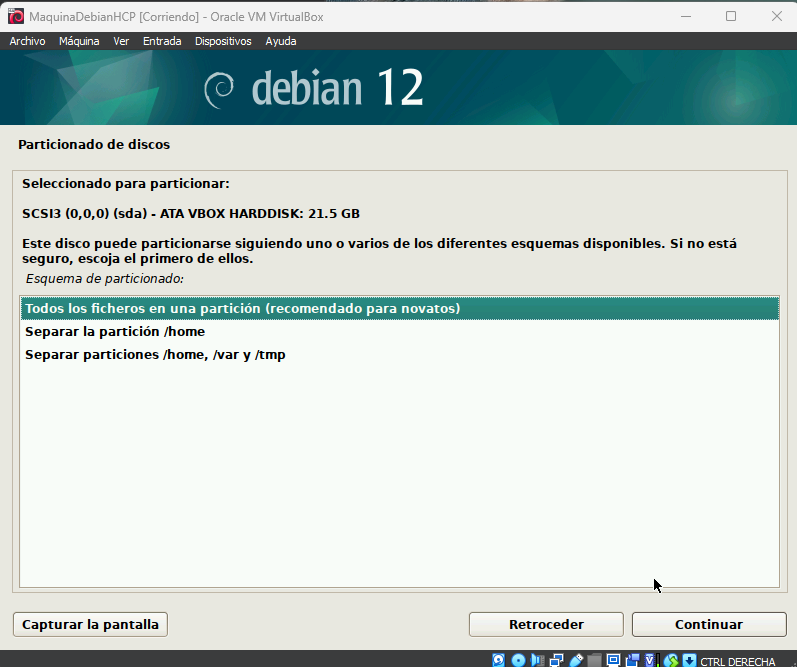 MaquinaDebianHCP [Corriendo] - Oracle VM VirtualBox
Archivo Máquina Ver Entrada Dispositivos Ayuda
debian 12
Particionado de discos
Seleccionado para particionar:
SCSI3 (0,0,0) (sda) - ATA VBOX HARDDISK: 21.5 GB
Este disco puede particionarse siguiendo uno o varios de los diferentes esquemas disponibles. Si no está
seguro, escoja el primero de ellos.
Esquema de particionado:
Todos los ficheros en una partición (recomendado para novatos)
Separar la partición /home
Separar particiones /home, /var y /tmp
Capturar la pantalla Retroceder Continuar
CTRL DERECHA